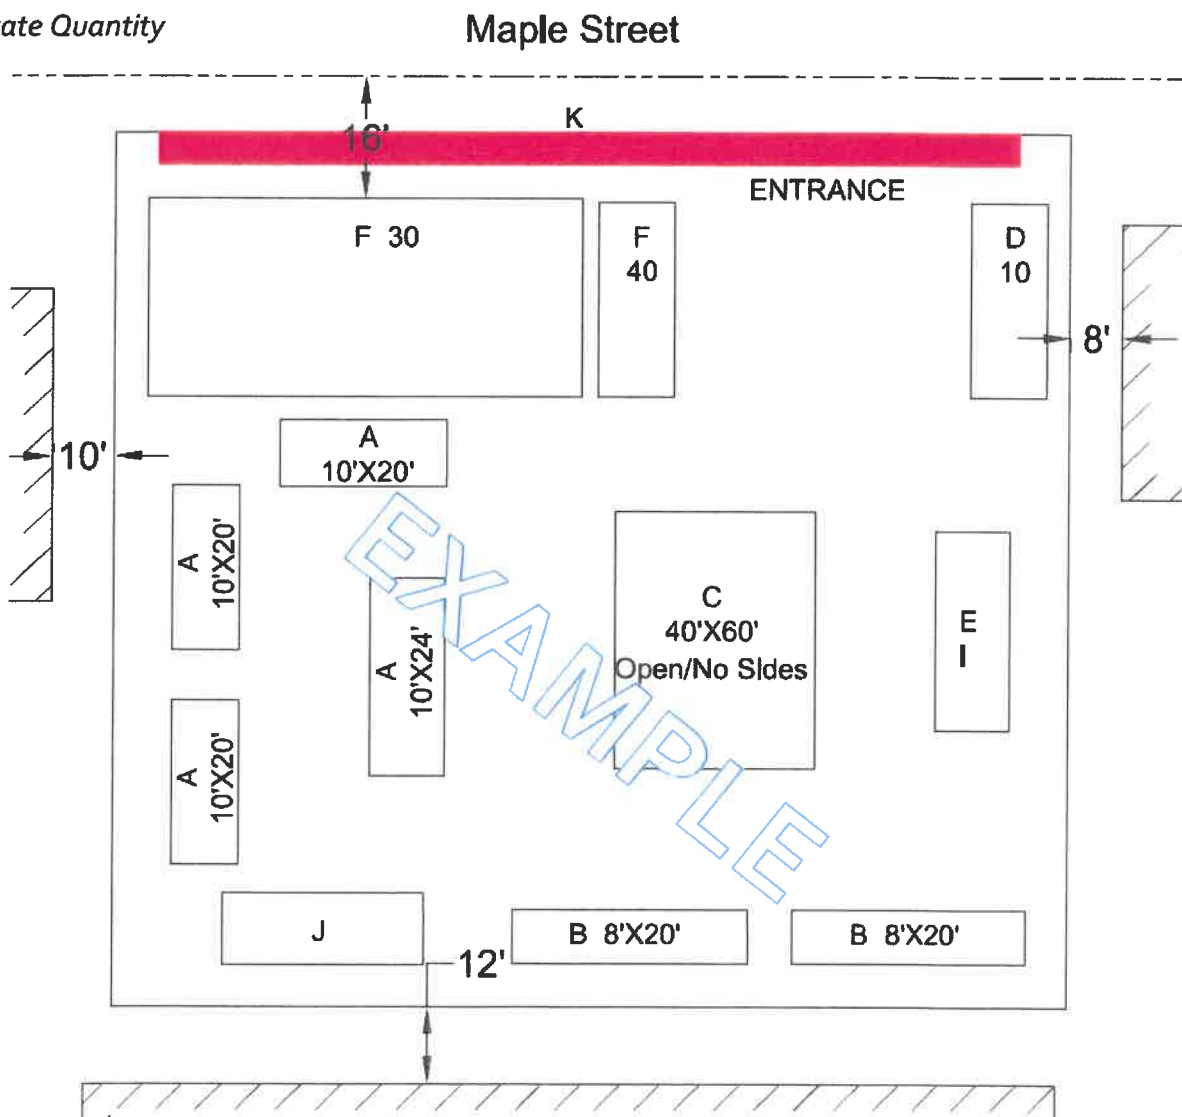 ate Quantity
Maple Street
K
16'
ENTRANCE
F 30
F
40
D
10
8'
10'
A
10'X20'
A
10'X20'
A
10'X24'
C
40'X60'
Open/No Sides
E
I
A
10'X20'
J
B 8'X20'
B 8'X20'
12'
EXAMPLE